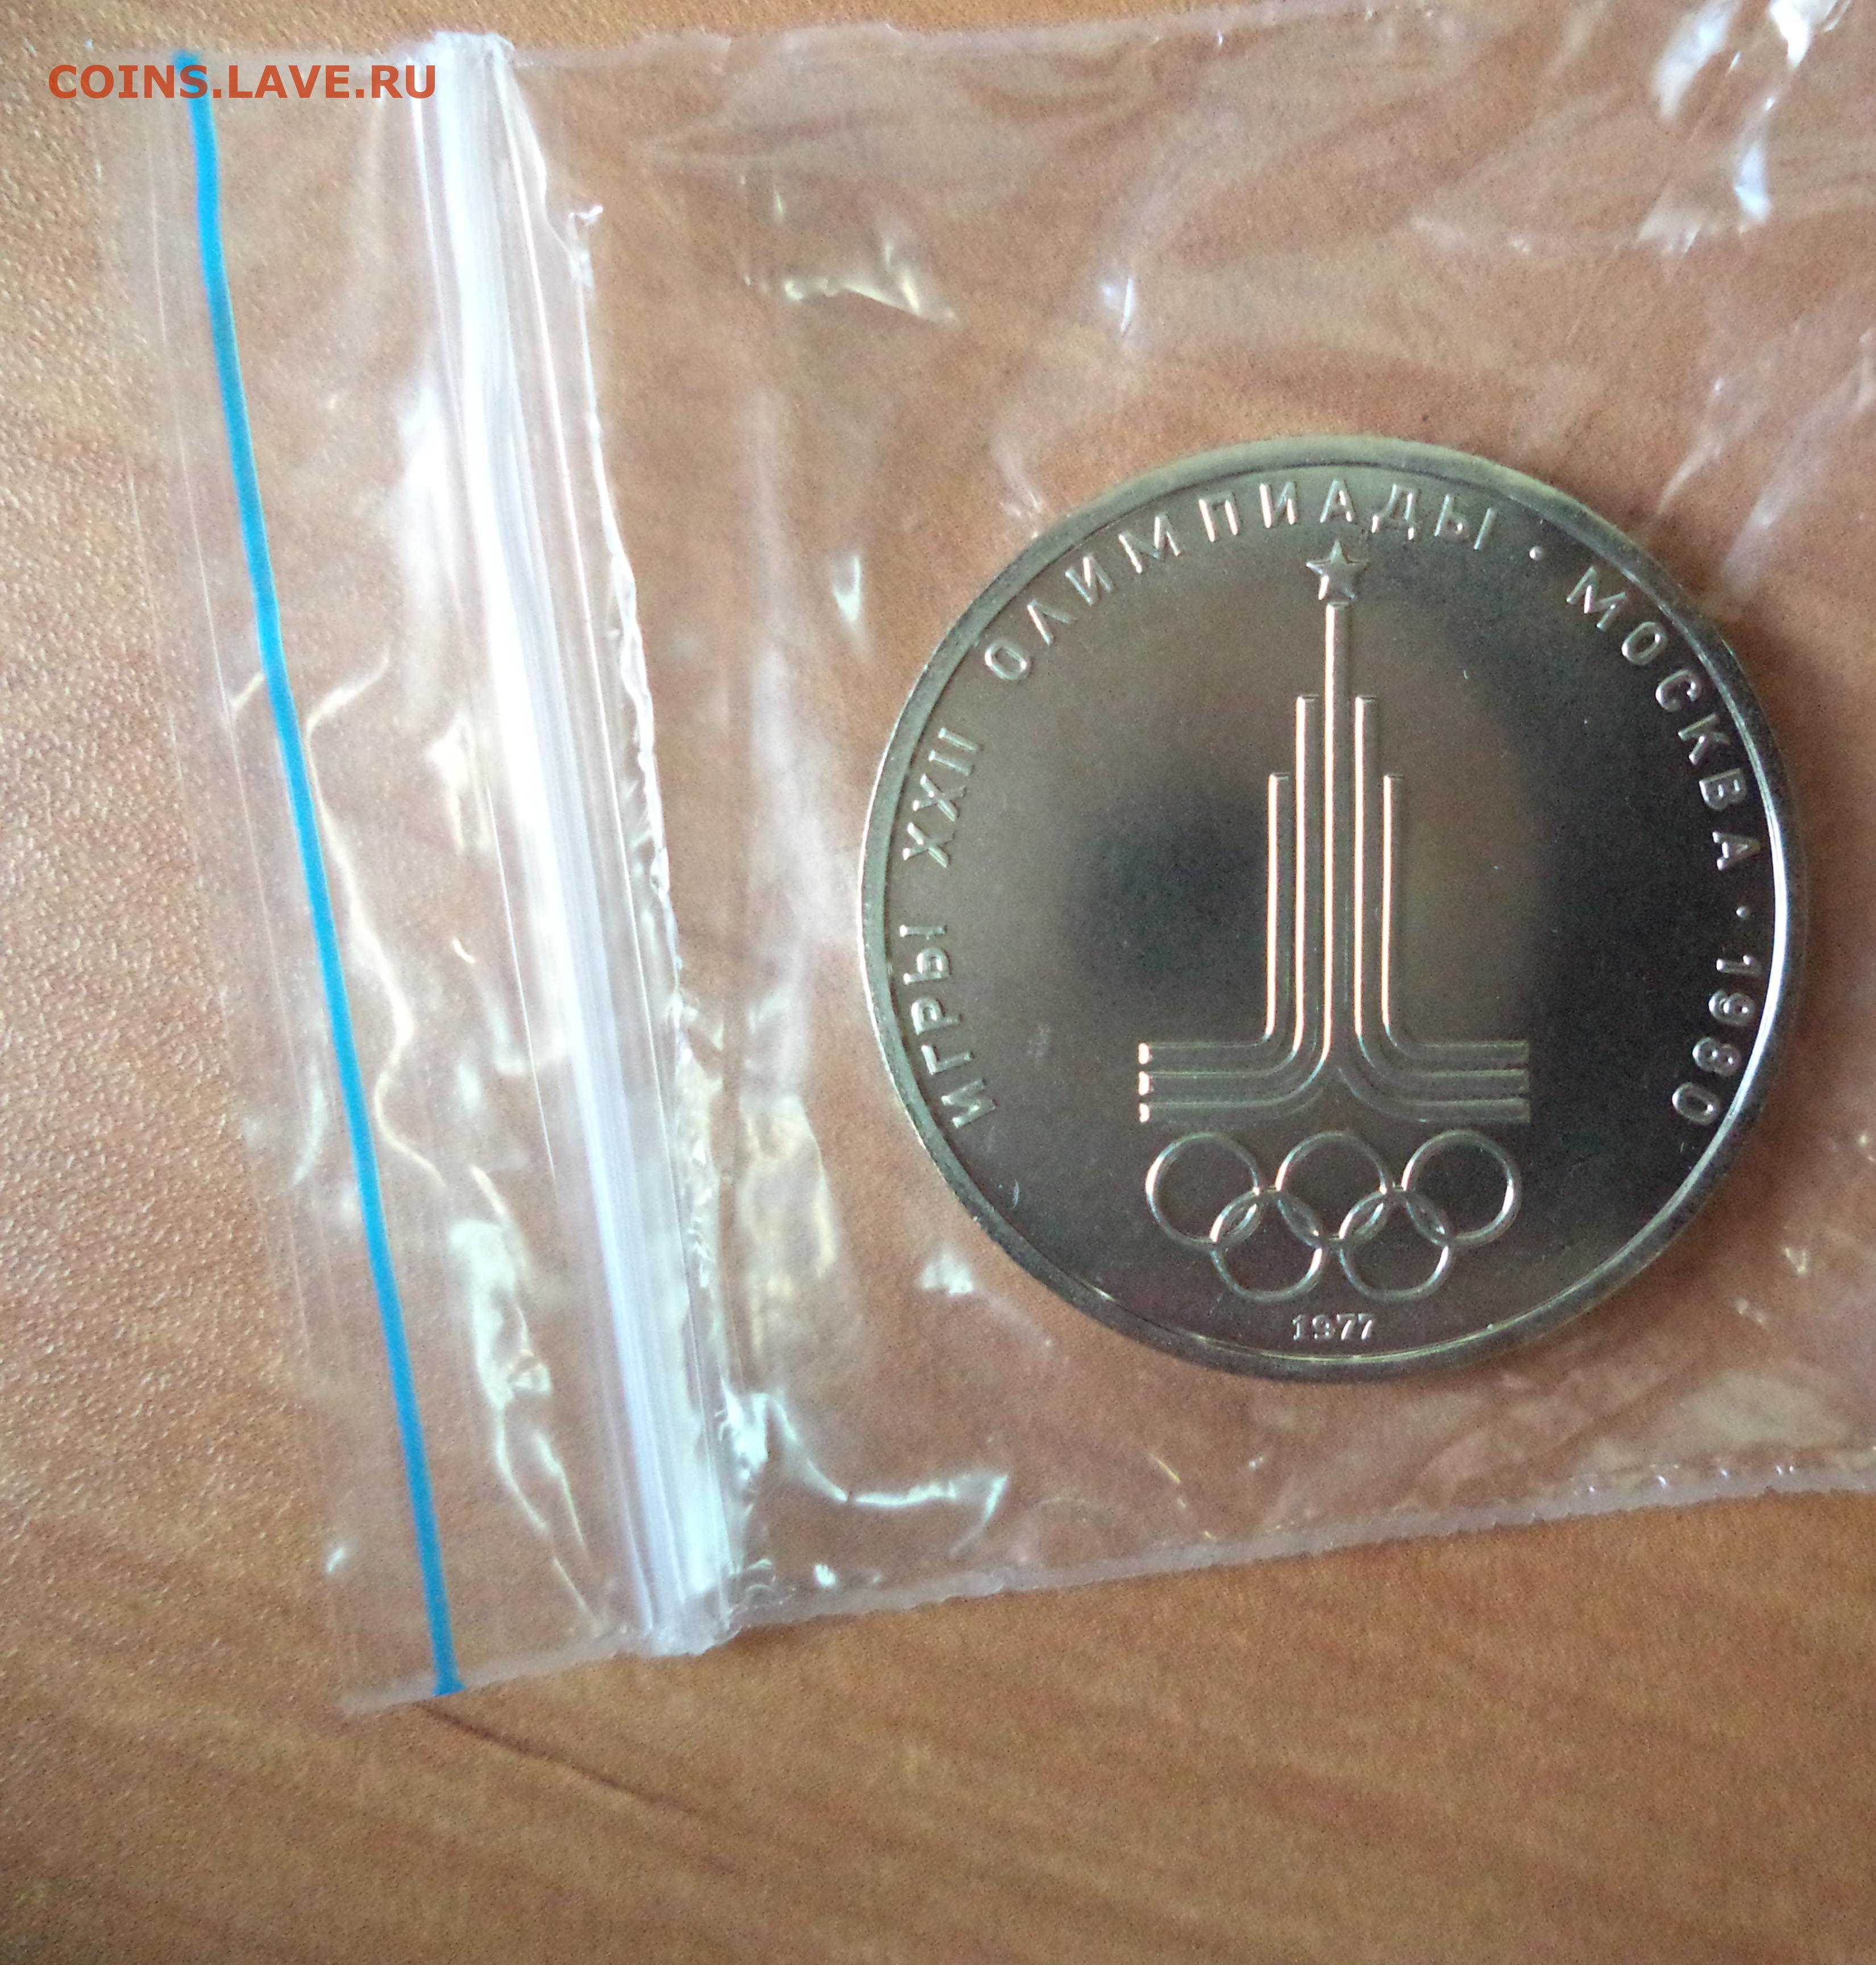 COINS.LAVE.RU
ИГРЫ XXII ОЛИМПИАДЫ · МОСКВА · 1980
1977